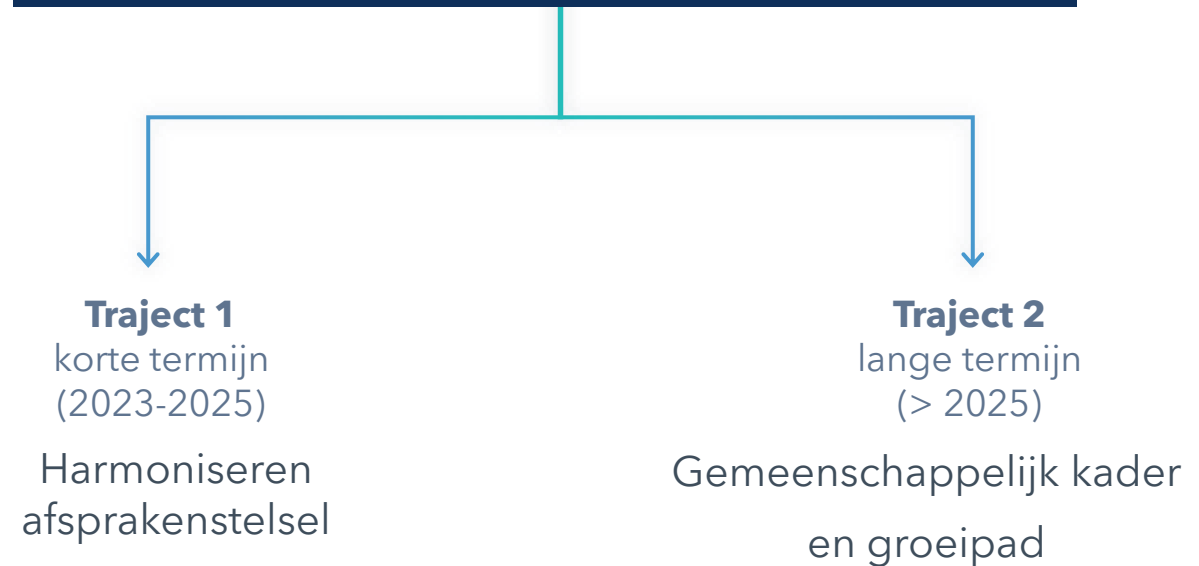 Traject 1
korte termijn
(2023-2025)
Harmoniseren
afsprakenstelsel
Traject 2
lange termijn
(> 2025)
Gemeenschappelijk kader
en groeipad